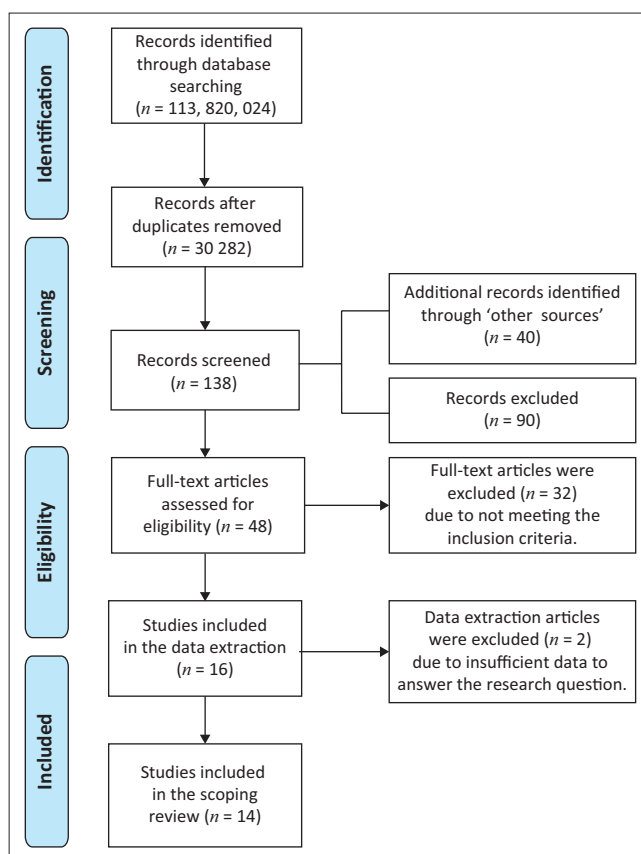 Identification
Records identified
through database
searching
(n = 113, 820, 024)
Records after
duplicates removed
(n = 30 282)
Screening
Additional records identified
through ‘other sources’
(n = 40)
Records screened
(n = 138)
Records excluded
(n = 90)
Eligibility
Full-text articles
assessed for
eligibility (n = 48)
Full-text articles were
excluded (n = 32)
due to not meeting the
inclusion criteria.
Studies included
in the data extraction
(n = 16)
Data extraction articles
were excluded (n = 2)
due to insufficient data to
answer the research question.
Included
Studies included
in the scoping
review (n = 14)